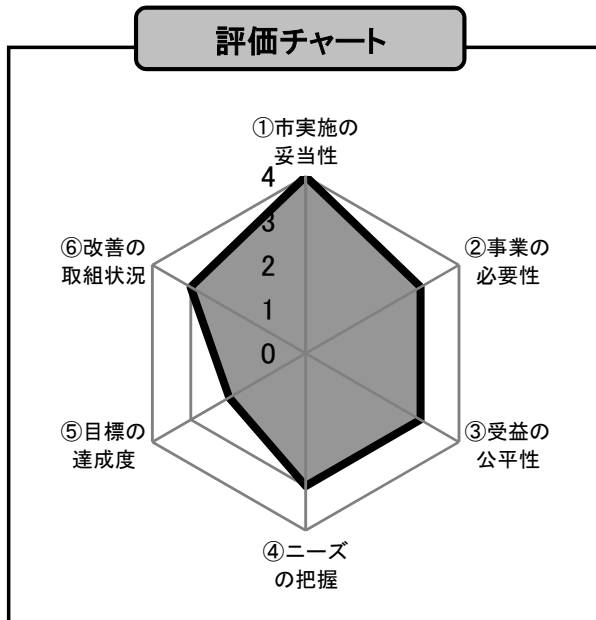 評価チャート
①市実施の
妥当性
4
3
2
1
0
②事業の
必要性
③受益の
公平性
④ニーズ
の把握
⑤目標の
達成度
⑥改善の
取組状況